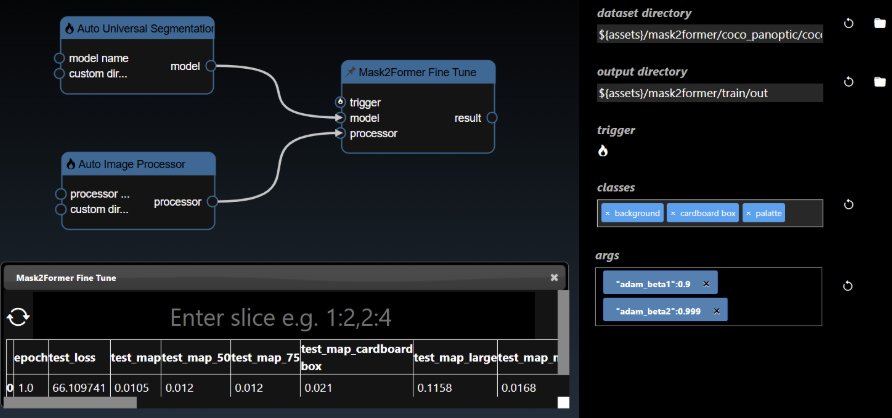 Auto Universal Segmentation
model name
custom dir...
model
Mask2Former Fine Tune
trigger
model
processor
result
Auto Image Processor
processor ...
custom dir...
processor
Mask2Former Fine Tune
Enter slice e.g. 1:2,2:4
epoch test_loss test_map test_map_50 test_map_75 test_map_cardboard box test_map_large
0 1.0 66.109741 0.0105 0.012 0.012 0.021 0.1158 0.0168
dataset directory
${assets}/mask2former/coco_panoptic/coco
output directory
${assets}/mask2former/train/out
trigger
classes
× background × cardboard box × palatte
args
"adam_beta1":0.9 ×
"adam_beta2":0.999 ×